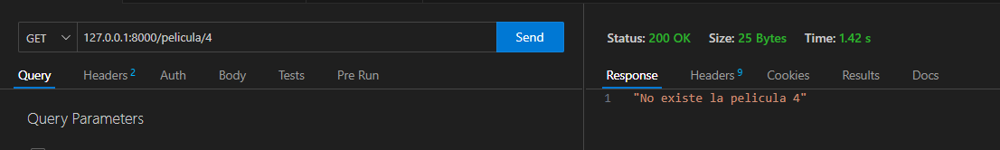 GET 127.0.0.1:8000/pelicula/4 Send
Status: 200 OK Size: 25 Bytes Time: 1.42 s
Query Headers 2 Auth Body Tests Pre Run
Response Headers 9 Cookies Results Docs
1 "No existe la pelicula 4"
Query Parameters